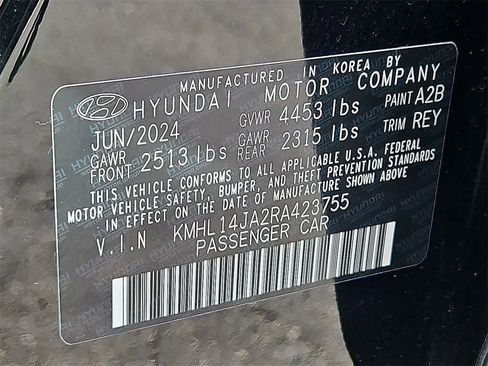 MANUFACTURED IN KOREA BY
HYUNDAI MOTOR COMPANY
JUN/2024 GVWR 4453 lbs PAINT A2B
GAWR FRONT 2513 lbs GAWR REAR 2315 lbs TRIM REY
THIS VEHICLE CONFORMS TO ALL APPLICABLE U.S.A. FEDERAL
MOTOR VEHICLE SAFETY, BUMPER, AND THEFT PREVENTION STANDARDS
IN EFFECT ON THE DATE OF MANUFACTURE SHOWN ABOVE.
V.I.N KMHL14JA2RA423755
PASSENGER CAR